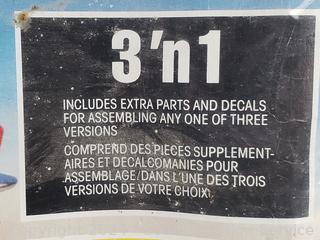 3'n1
INCLUDES EXTRA PARTS AND DECALS
FOR ASSEMBLING ANY ONE OF THREE
VERSIONS
COMPREND DES PIECES SUPPLEMENT-
AIRES ET DECALCOMANIES POUR
ASSEMBLAGE DANS L'UNE DES TROIS
VERSIONS DE VOTRE CHOIX.